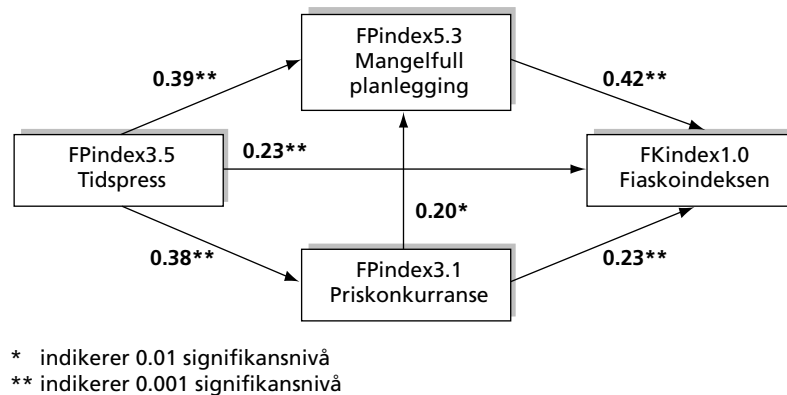 FPindex5.3
Mangelfull
planlegging
0.39**
0.42**
FPindex3.5
Tidspress
0.23**
FKindex1.0
Fiaskoindeksen
0.20*
0.38**
FPindex3.1
Priskonkurranse
0.23**
* indikerer 0.01 signifikansnivå
** indikerer 0.001 signifikansnivå